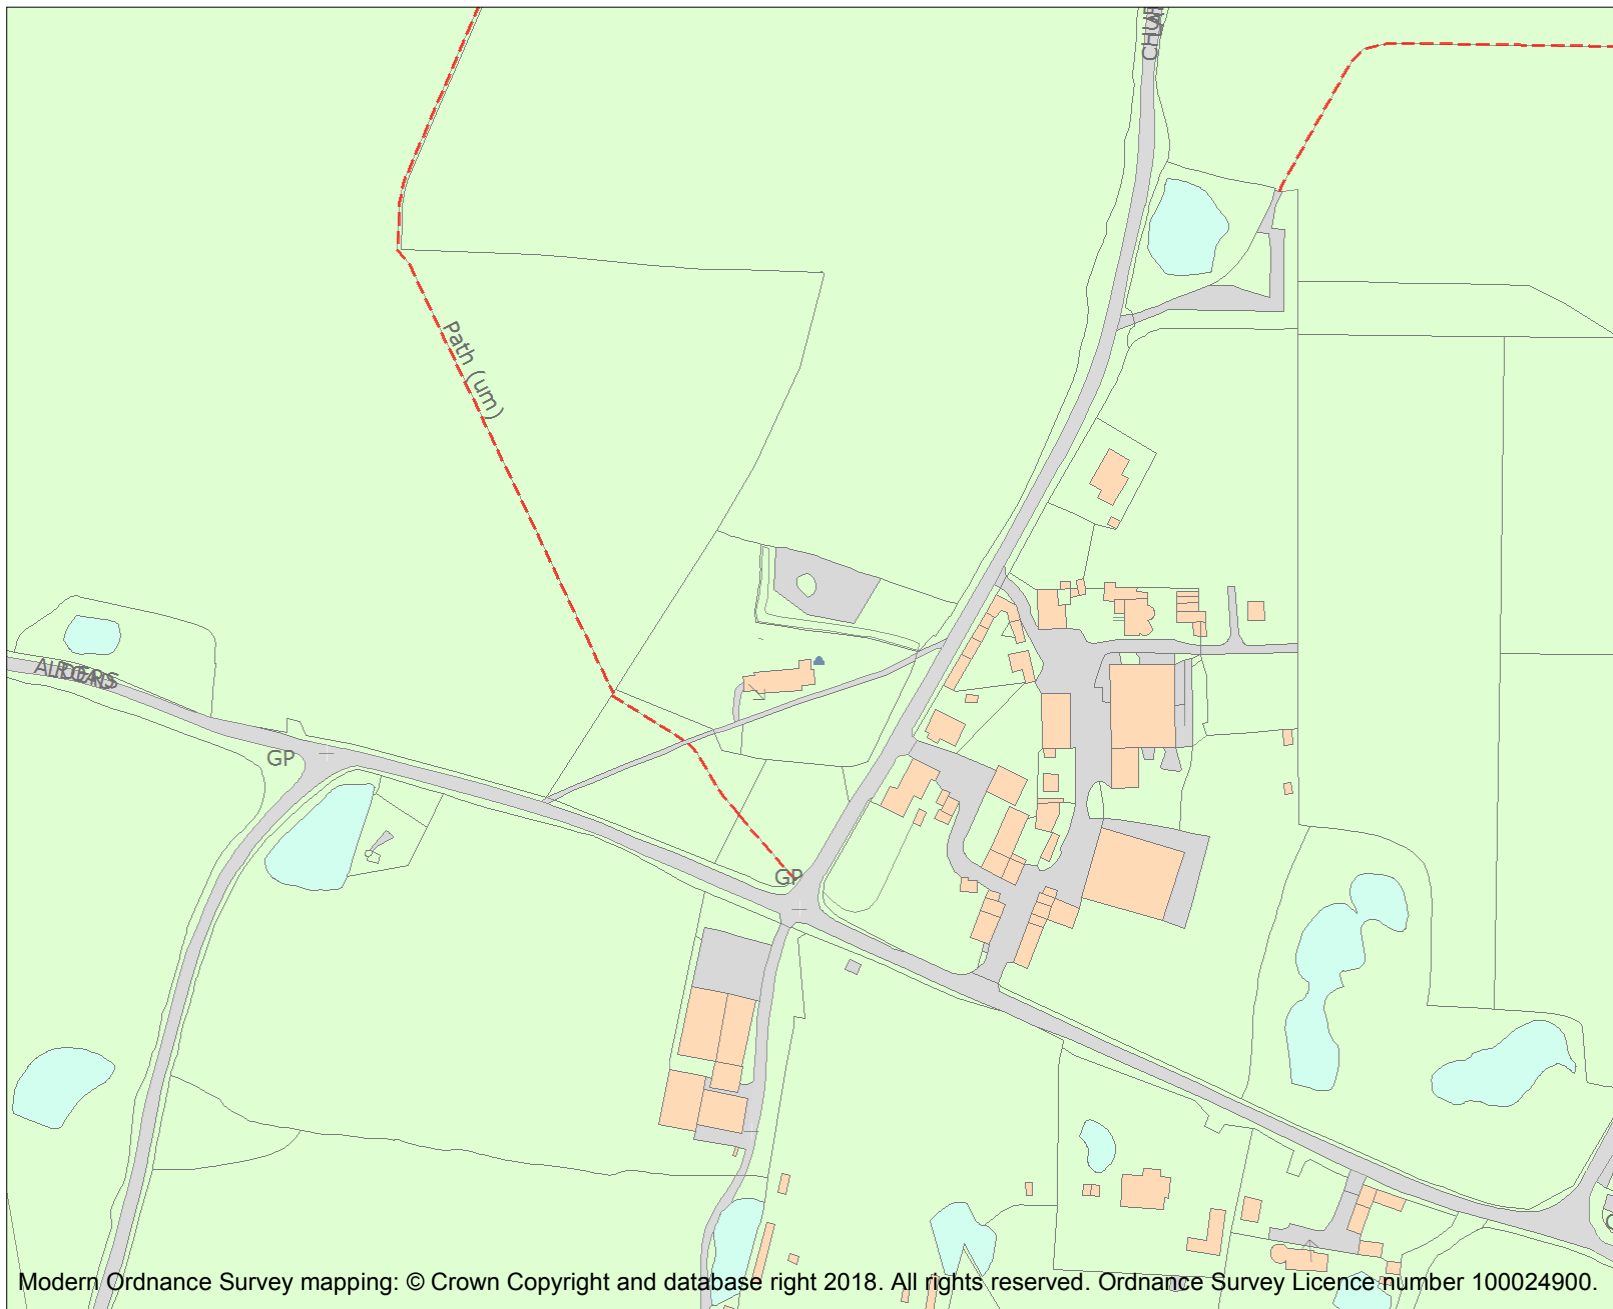 Path (um)
GP
GP
Modern Ordnance Survey mapping: © Crown Copyright and database right 2018. All rights reserved. Ordnance Survey Licence number 100024900.